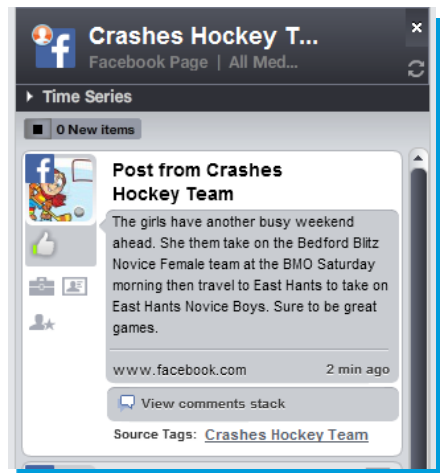 Crashes Hockey T...
Facebook Page | All Med...
Time Series
0 New items
Post from Crashes
Hockey Team
The girls have another busy weekend
ahead. She them take on the Bedford Blitz
Novice Female team at the BMO Saturday
morning then travel to East Hants to take on
East Hants Novice Boys. Sure to be great
games.
www.facebook.com 2 min ago
View comments stack
Source Tags: Crashes Hockey Team